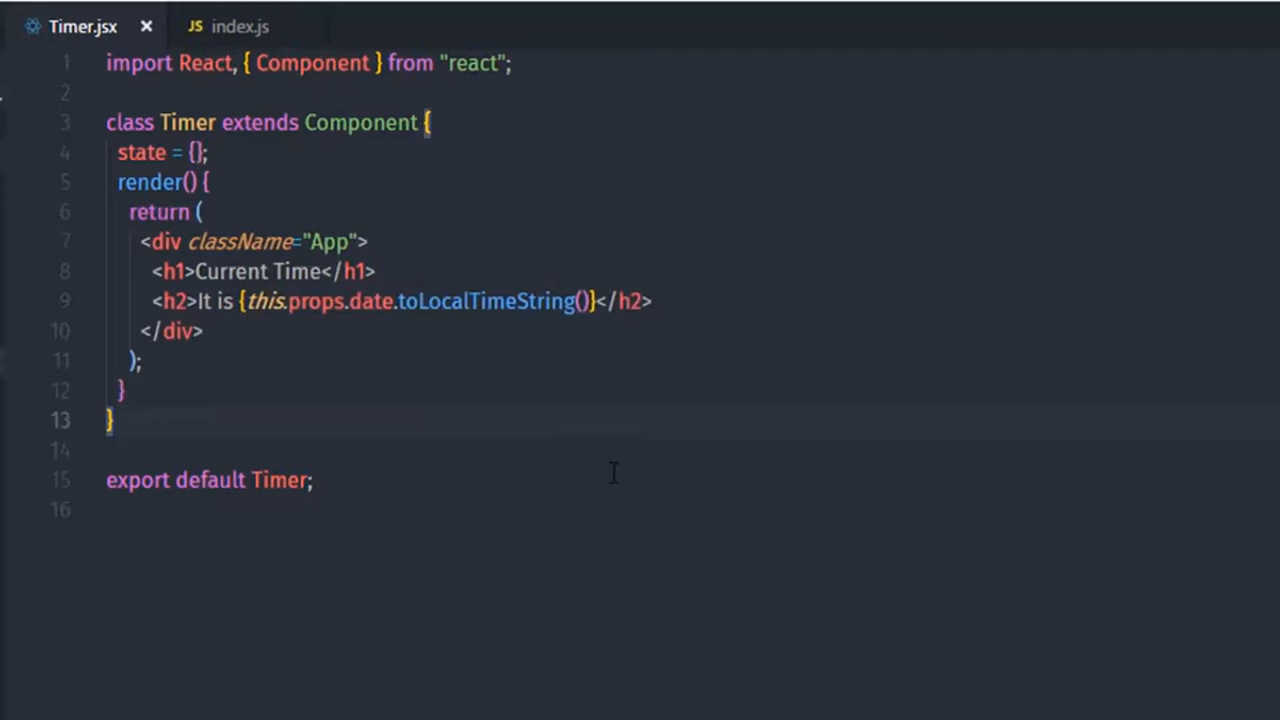 Timer.jsx × JS index.js
1 import React, { Component } from "react";
2
3 class Timer extends Component {
4 state = {};
5 render() {
6 return (
7 <div className="App">
8 <h1>Current Time</h1>
9 <h2>It is {this.props.date.toLocalTimeString()}</h2>
10 </div>
11 );
12 }
13 }
14
15 export default Timer;
16